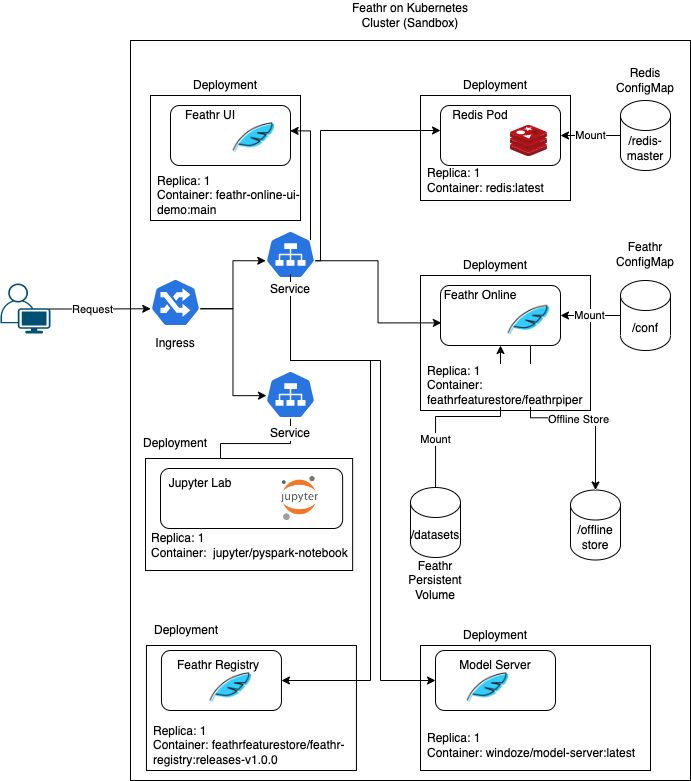 Feathr on Kubernetes
Cluster (Sandbox)
Deployment
Feathr UI
Replica: 1
Container: feathr-online-ui-
demo:main
Deployment
Redis Pod
Replica: 1
Container: redis:latest
Redis
ConfigMap
Mount
/redis-
master
Request
Ingress
Service
Deployment
Feathr Online
Replica: 1
Container:
feathrfeaturestore/feathrpiper
Feathr
ConfigMap
Mount
/conf
Service
Deployment
Jupyter Lab
jupyter
Replica: 1
Container: jupyter/pyspark-notebook
Mount
Offline Store
/datasets
Feathr
Persistent
Volume
/offline
store
Deployment
Feathr Registry
Replica: 1
Container: feathrfeaturestore/feathr-
registry:releases-v1.0.0
Deployment
Model Server
Replica: 1
Container: windoze/model-server:latest